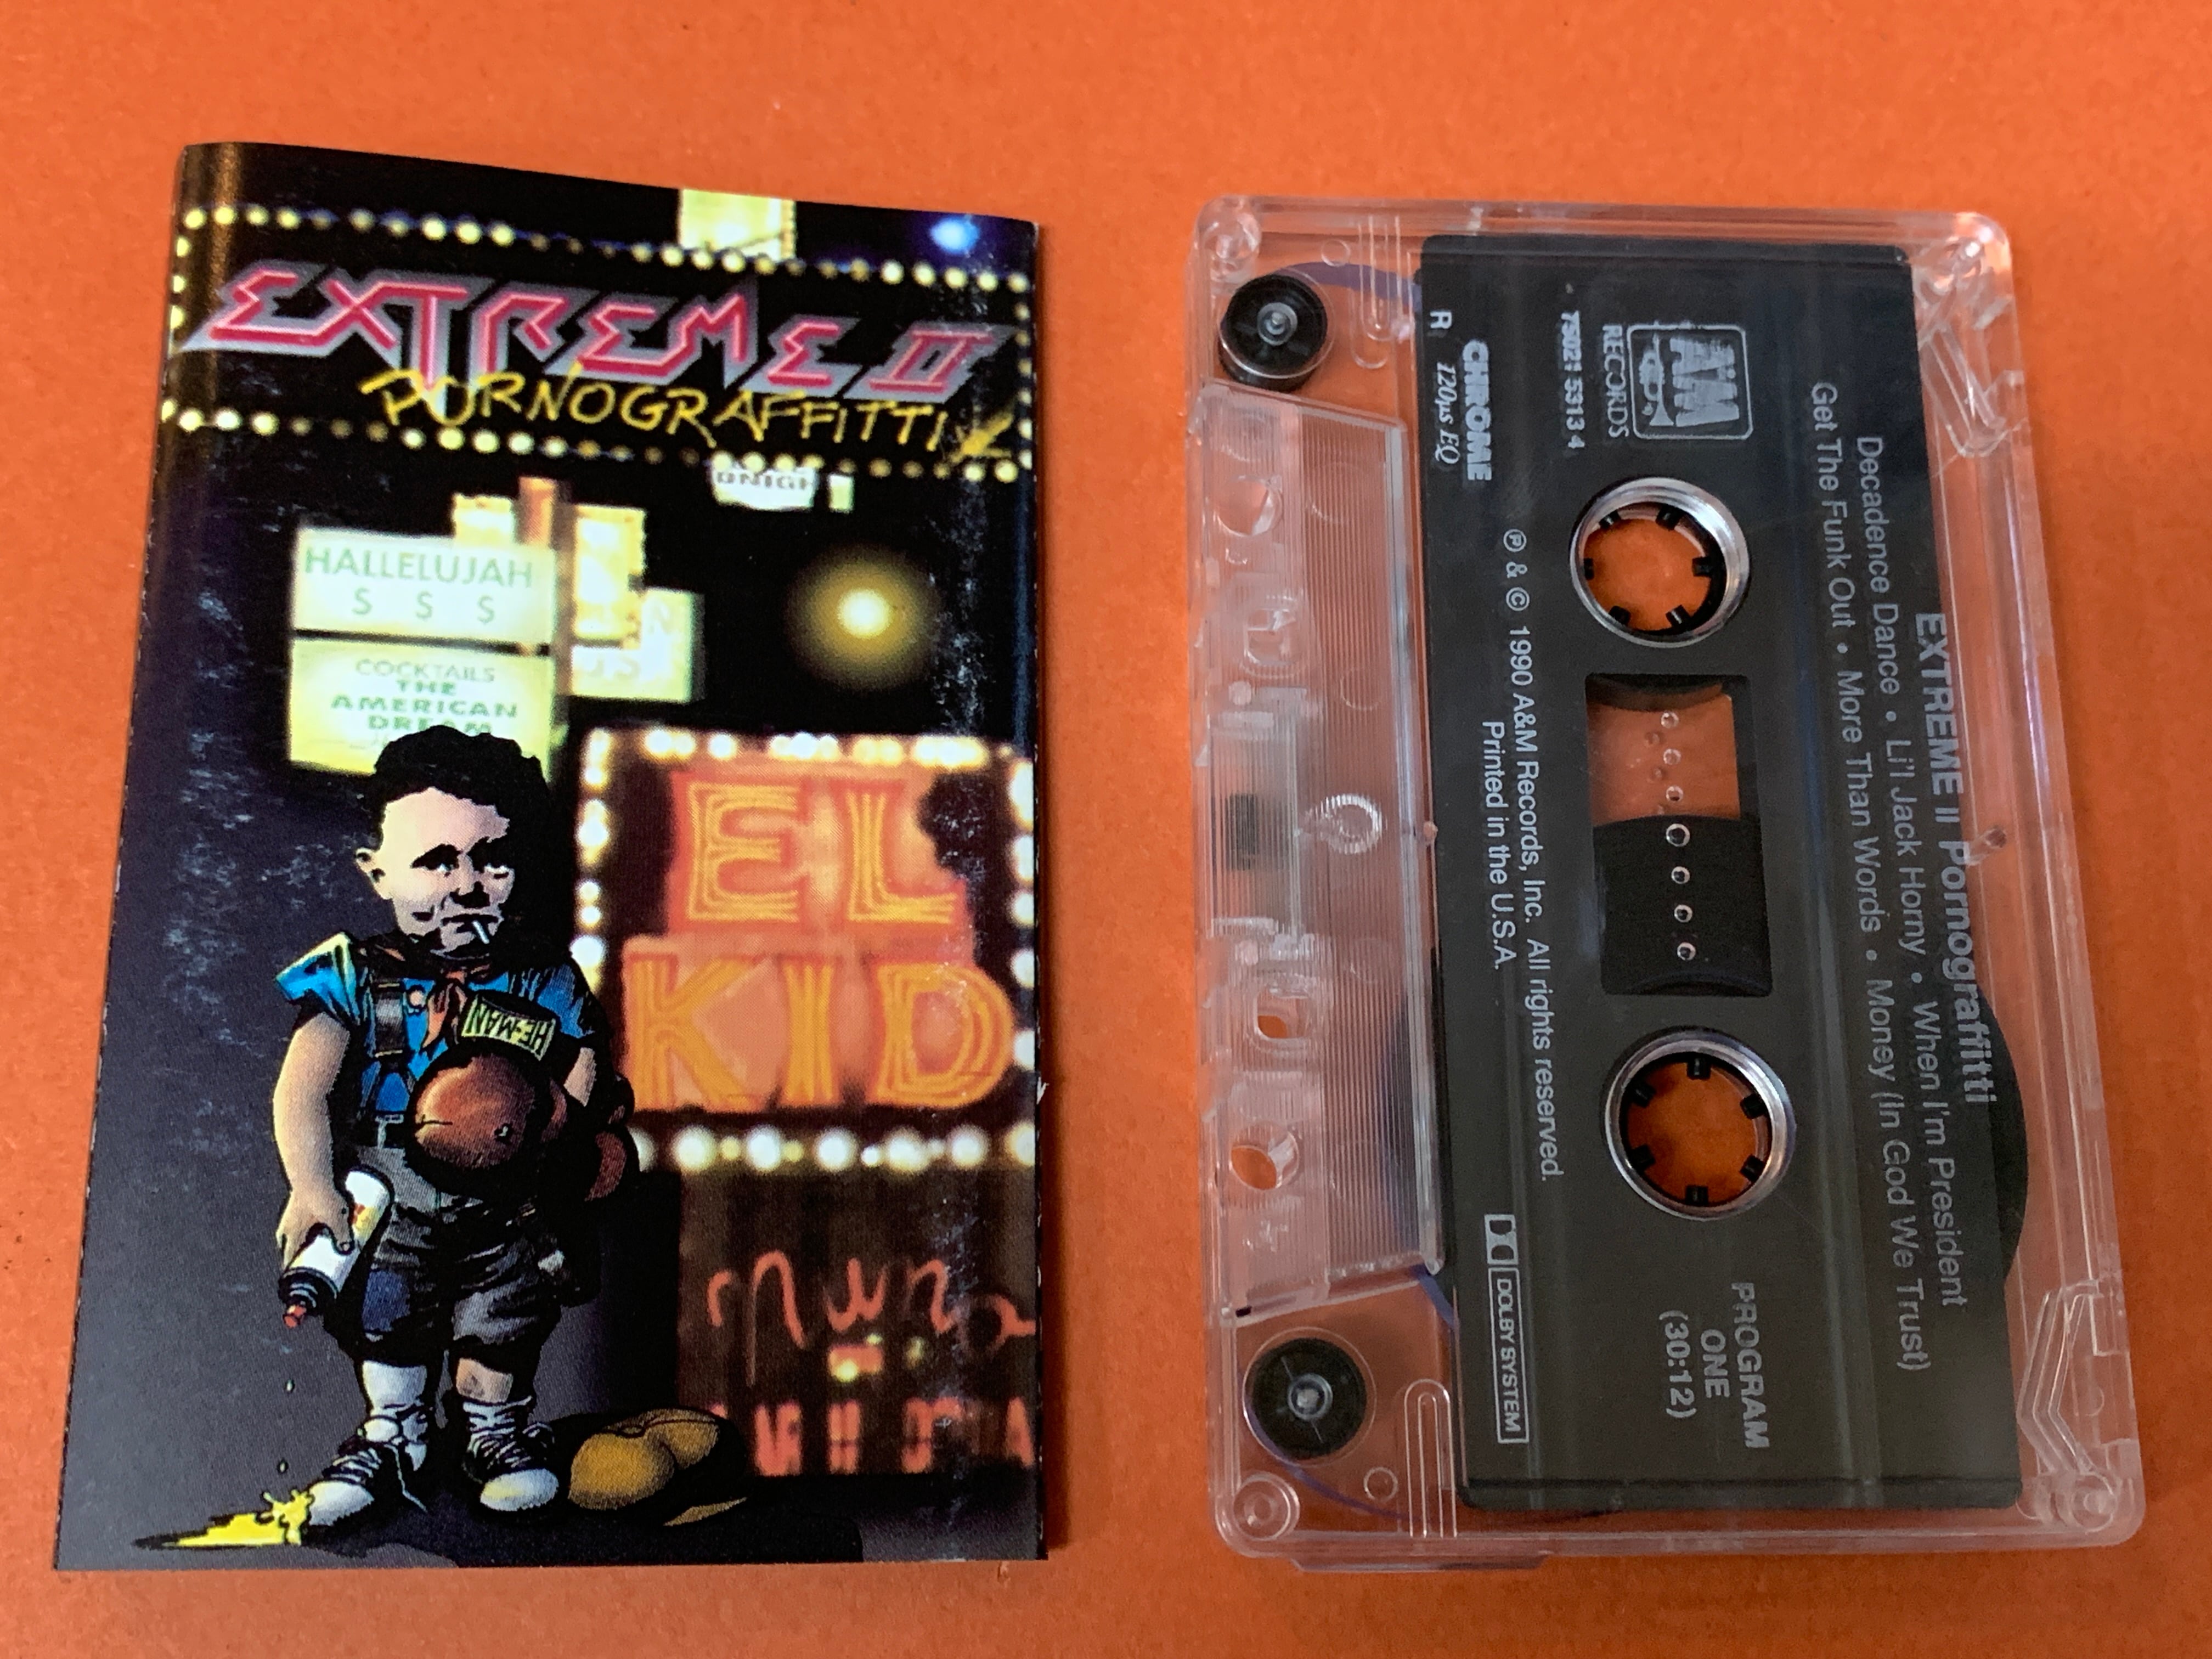 EXTREME II
PORNOGRAFFITTI
HALLELUJAH
$ $ $
COCKTAILS
THE
AMERICAN
DREAM
EL
KID
HE-MAN
EXTREME II Pornograffitti
Decadence Dance • Li'l Jack Horny • When I'm President
Get The Funk Out • More Than Words • Money (In God We Trust)
A&M
RECORDS
75021 5313 4
PROGRAM
ONE
(30:12)
℗ & © 1990 A&M Records, Inc. All rights reserved.
Printed in the U.S.A.
CHROME
120µs EQ
R
DOLBY SYSTEM